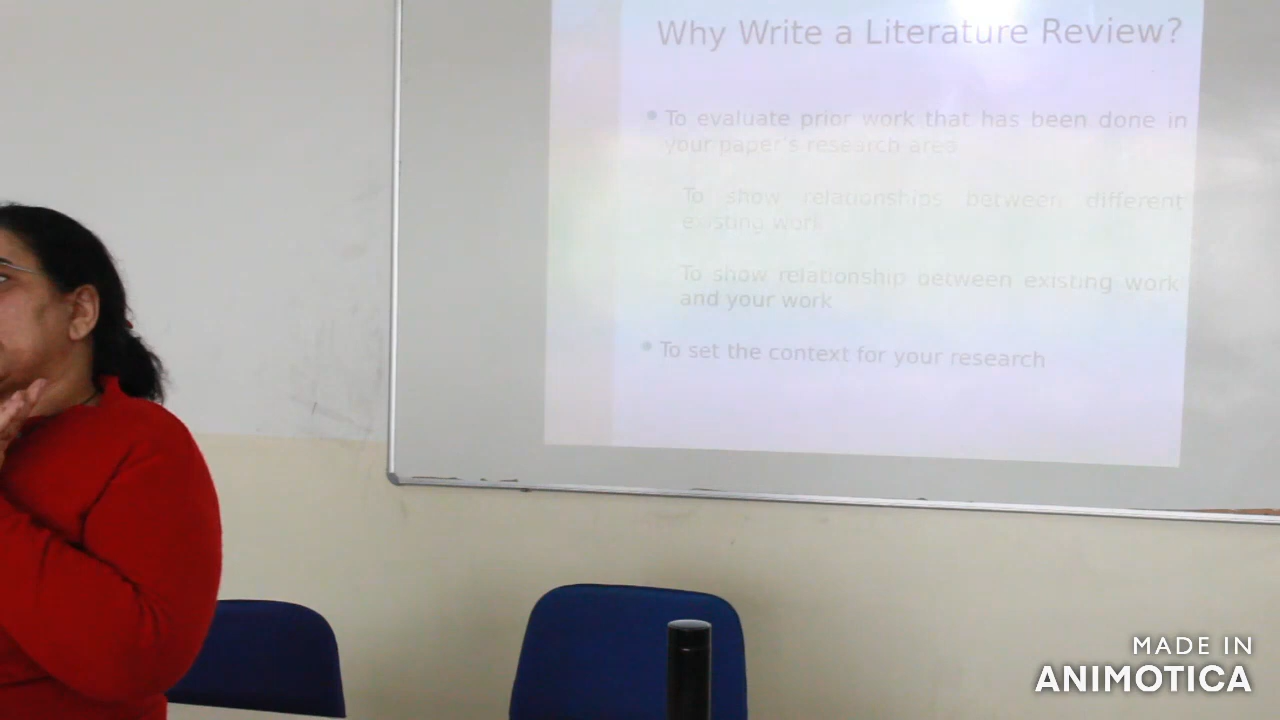 Why Write a Literature Review?
To evaluate prior work that has been done in
your paper's research area
To show relationships between different
existing work
To show relationship between existing work
and your work
To set the context for your research
MADE IN
ANIMOTICA